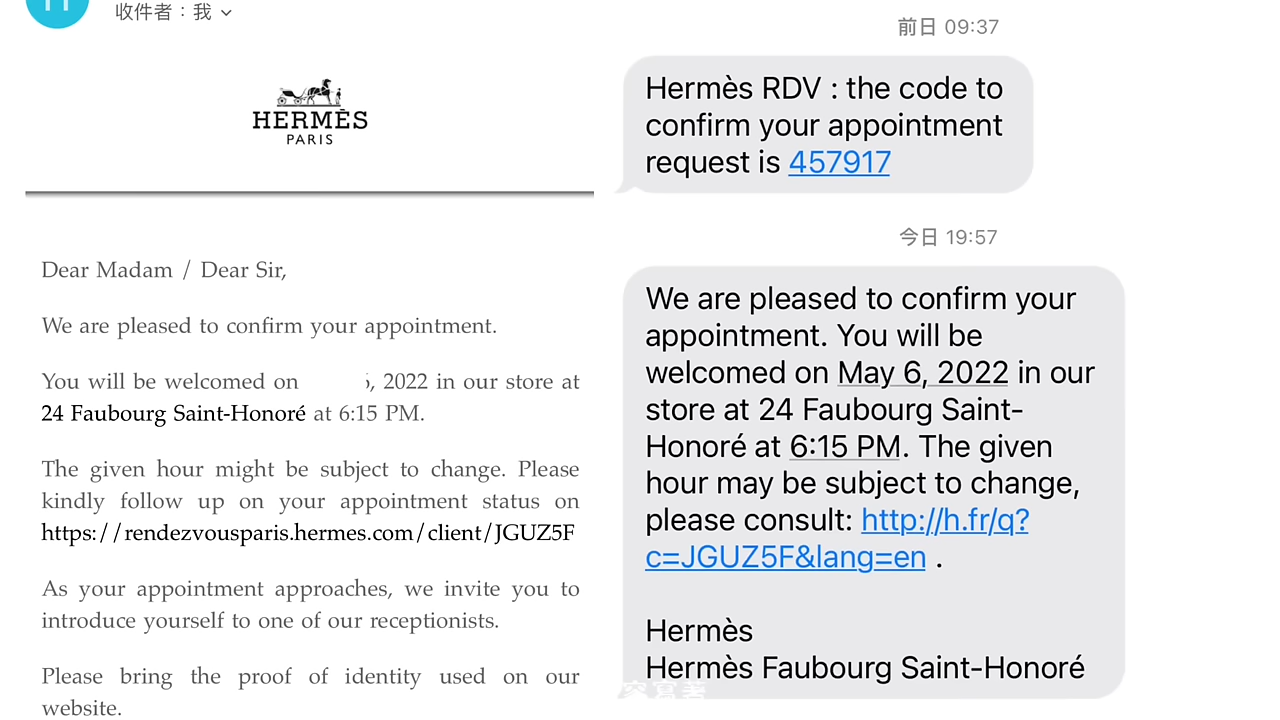 收件者：我
HERMÈS
PARIS
Dear Madam / Dear Sir,
We are pleased to confirm your appointment.
You will be welcomed on , 2022 in our store at
24 Faubourg Saint-Honoré at 6:15 PM.
The given hour might be subject to change. Please
kindly follow up on your appointment status on
https://rendezvousparis.hermes.com/client/JGUZ5F
As your appointment approaches, we invite you to
introduce yourself to one of our receptionists.
Please bring the proof of identity used on our
website.
前日 09:37
Hermès RDV : the code to
confirm your appointment
request is 457917
今日 19:57
We are pleased to confirm your
appointment. You will be
welcomed on May 6, 2022 in our
store at 24 Faubourg Saint-
Honoré at 6:15 PM. The given
hour may be subject to change,
please consult: http://h.fr/q?
c=JGUZ5F&lang=en .
Hermès
Hermès Faubourg Saint-Honoré